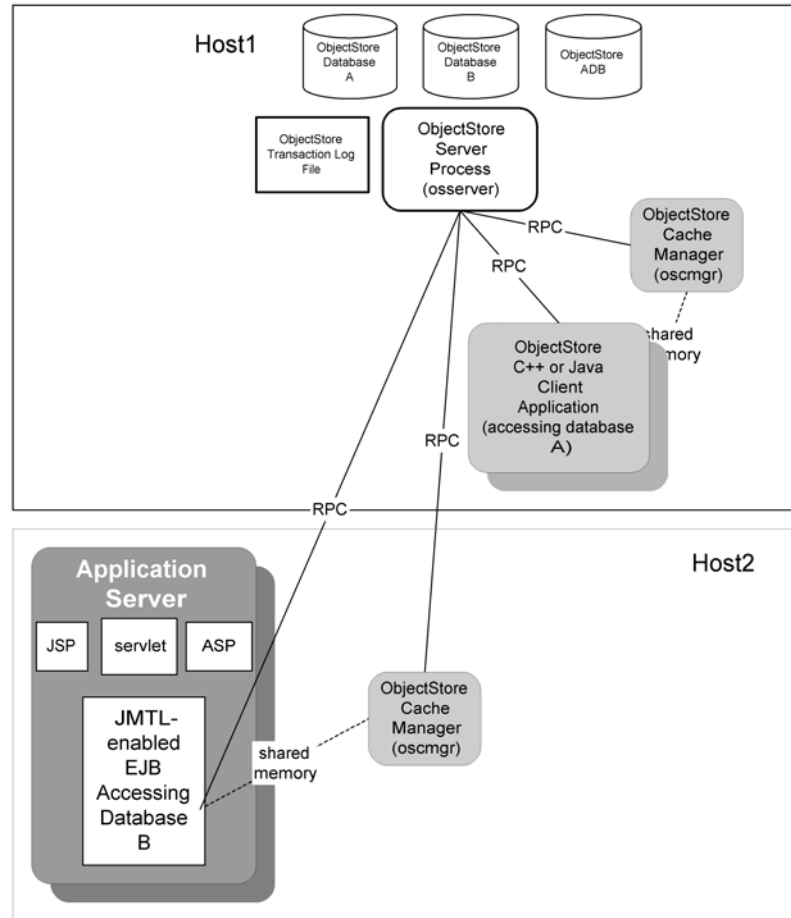 Host1
ObjectStore
Database
A
ObjectStore
Database
B
ObjectStore
ADB
ObjectStore
Transaction Log
File
ObjectStore
Server
Process
(osserver)
RPC
RPC
ObjectStore
Cache
Manager
(oscmgr)
shared
mory
ObjectStore
C++ or Java
Client
Application
(accessing database
A)
RPC
RPC
Host2
Application
Server
JSP
servlet
ASP
JMTL-
enabled
EJB
Accessing
Database
B
shared
memory
ObjectStore
Cache
Manager
(oscmgr)